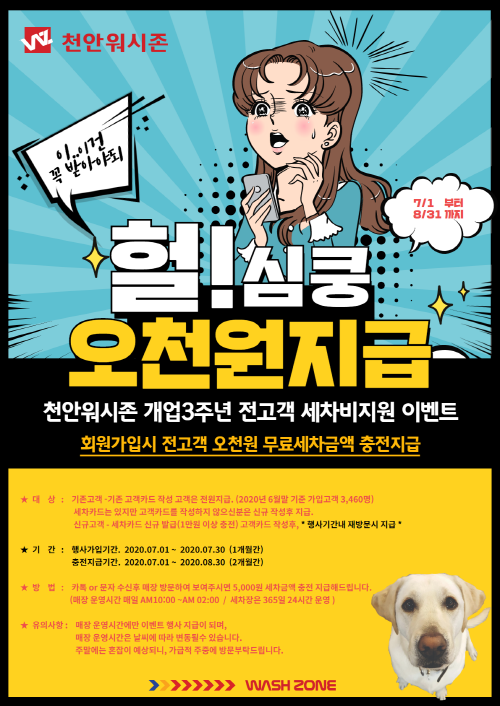 천안워시존
이..이건
꼭 받아야돼
7/1 부터
8/31 까지
헐!심쿵
오천원지급
천안워시존 개업3주년 전고객 세차비지원 이벤트
회원가입시 전고객 오천원 무료세차금액 충전지급
★ 대 상 : 기존고객 -기존 고객카드 작성 고객은 전원지급. (2020년 6월말 기준 가입고객 3,460명)
세차카드는 있지만 고객카드를 작성하지 않으신분은 신규 작성후 지급.
신규고객 - 세차카드 신규 발급(1만원 이상 충전) 고객카드 작성후, * 행사기간내 재방문시 지급 *
★ 기 간 : 행사가입기간. 2020.07.01 ~ 2020.07.30 (1개월간)
충전지급기간. 2020.07.01 ~ 2020.08.30 (2개월간)
★ 방 법 : 카톡 or 문자 수신후 매장 방문하여 보여주시면 5,000원 세차금액 충전 지급해드립니다.
(매장 운영시간 매일 AM10:00 ~AM 02:00 / 세차장은 365일 24시간 운영 )
★ 유의사항 : 매장 운영시간에만 이벤트 행사 지급이 되며,
매장 운영시간은 날씨에 따라 변동될수 있습니다.
주말에는 혼잡이 예상되니, 가급적 주중에 방문부탁드립니다.
WASH ZONE